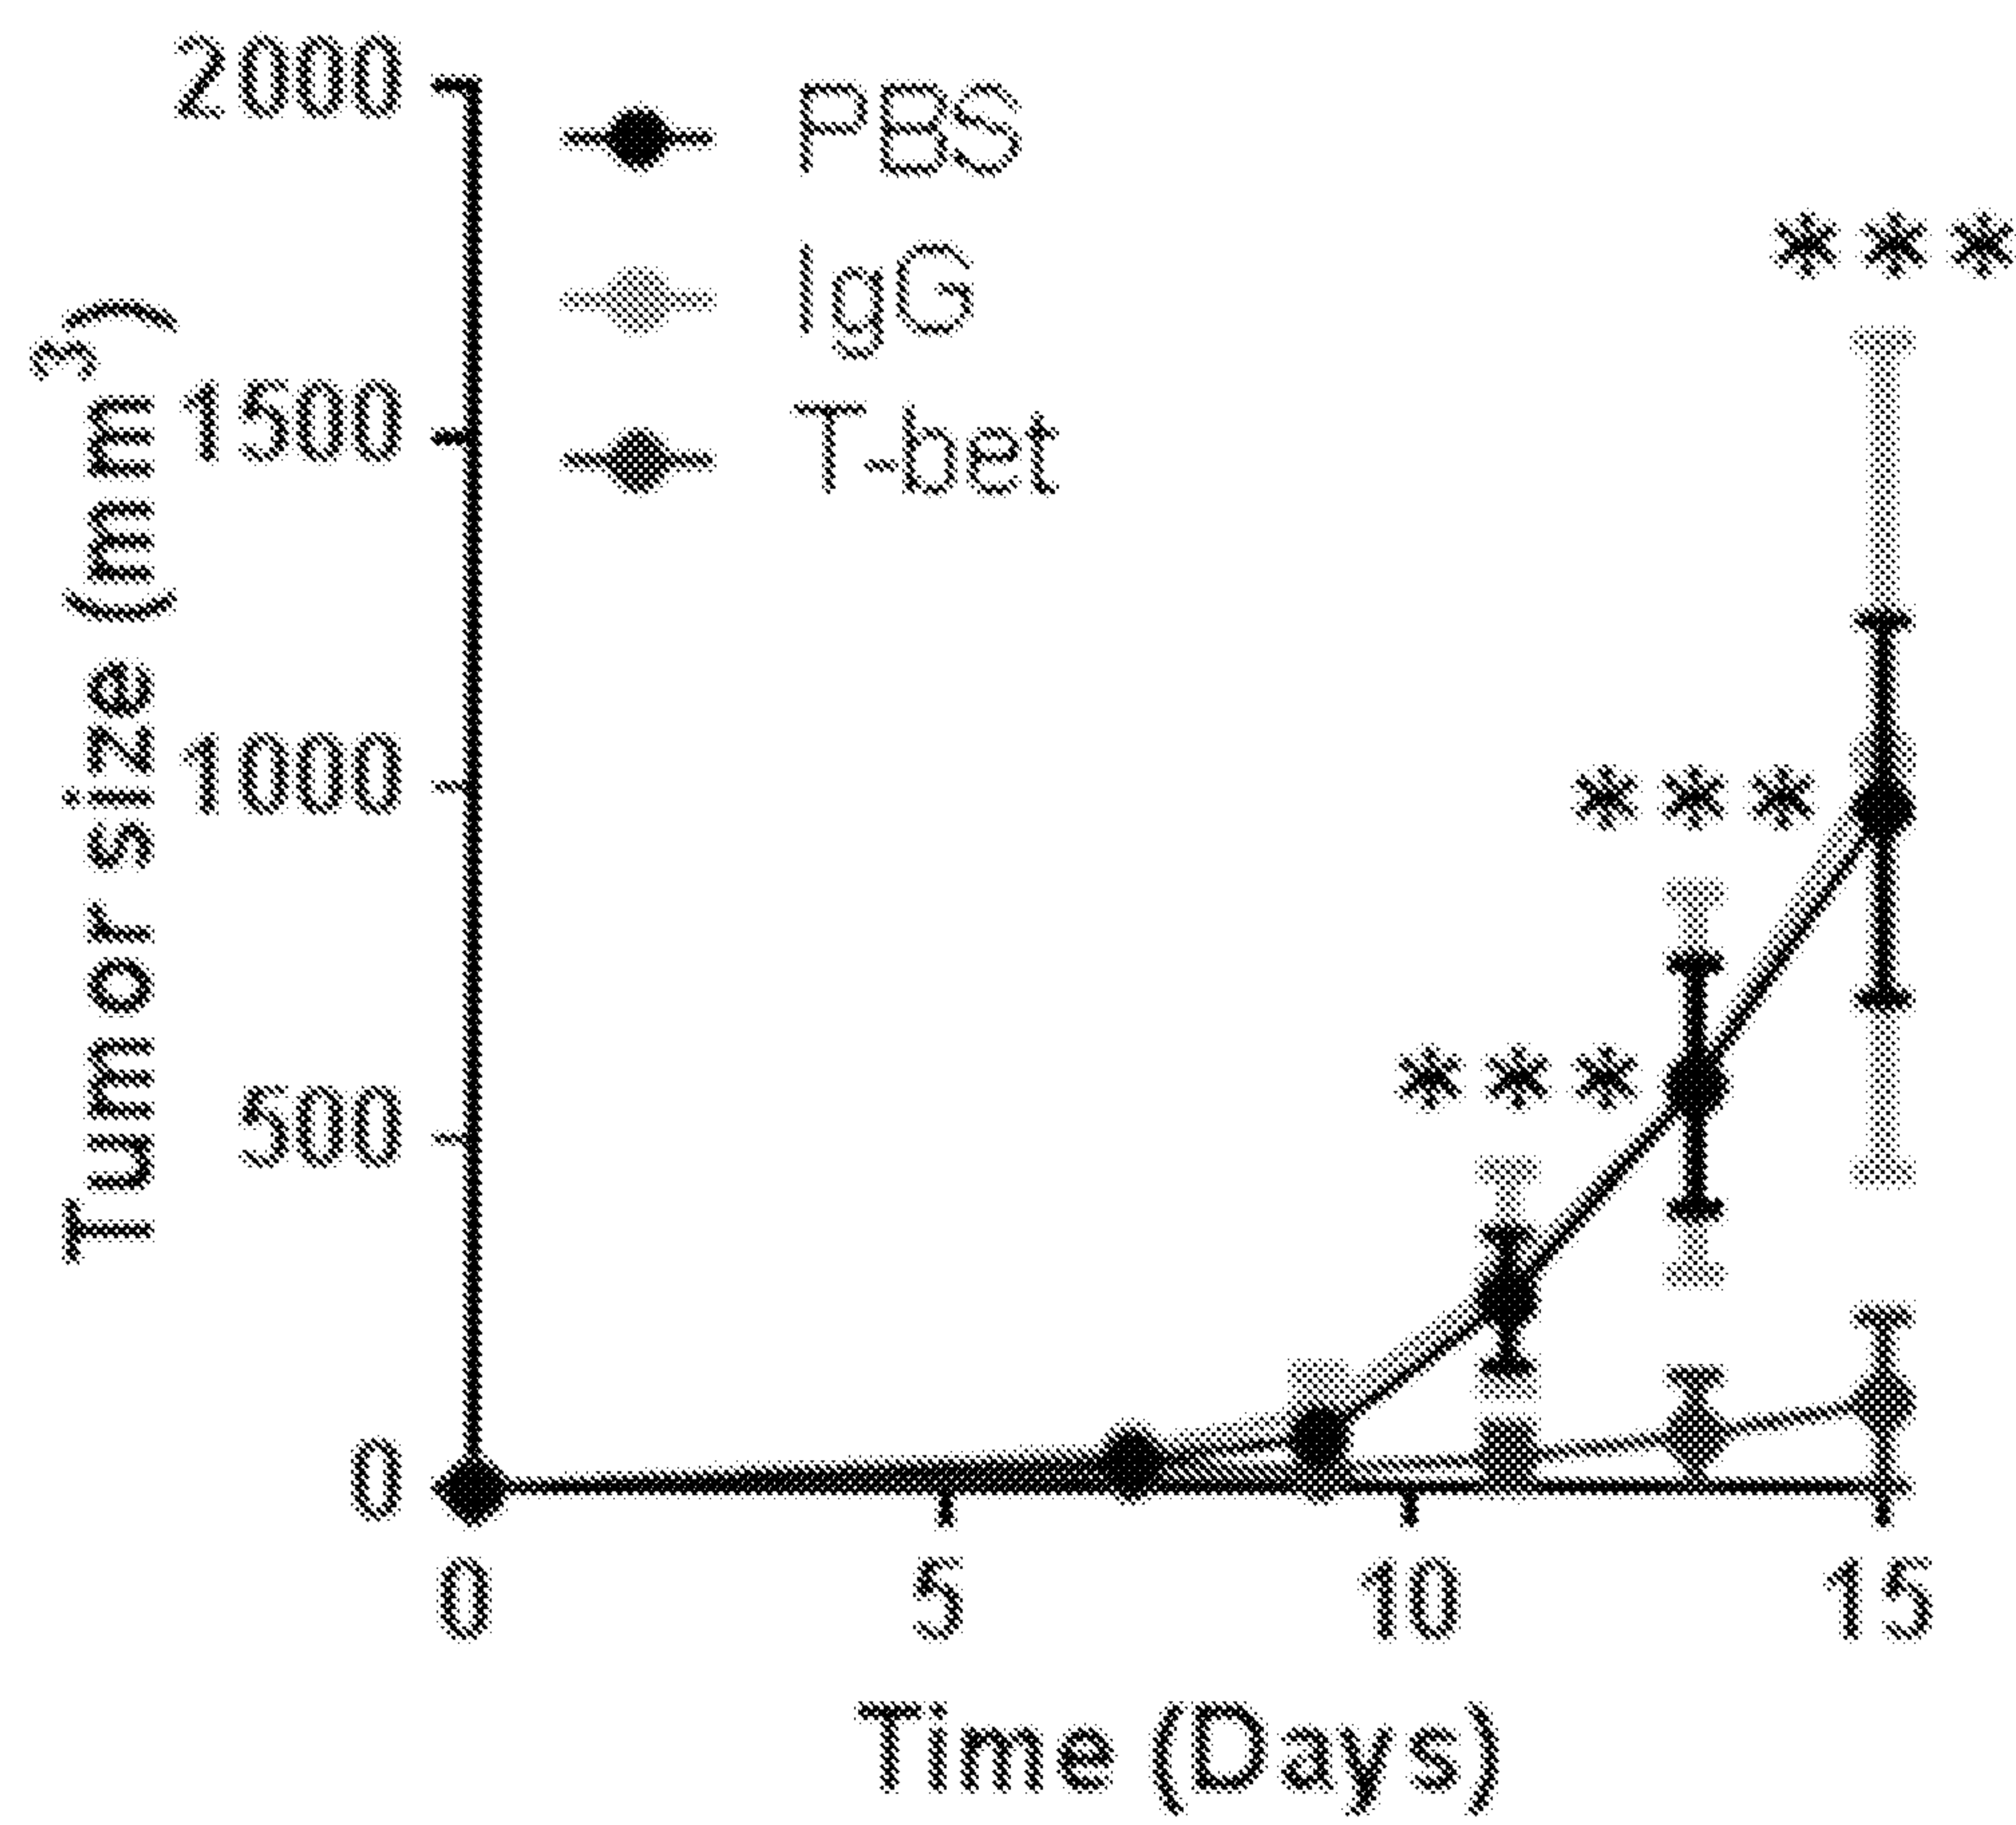 2000
1500
1000
500
0
Tumor size (mm³)
PBS
IgG
T-bet
***
***
***
0 5 10 15
Time (Days)